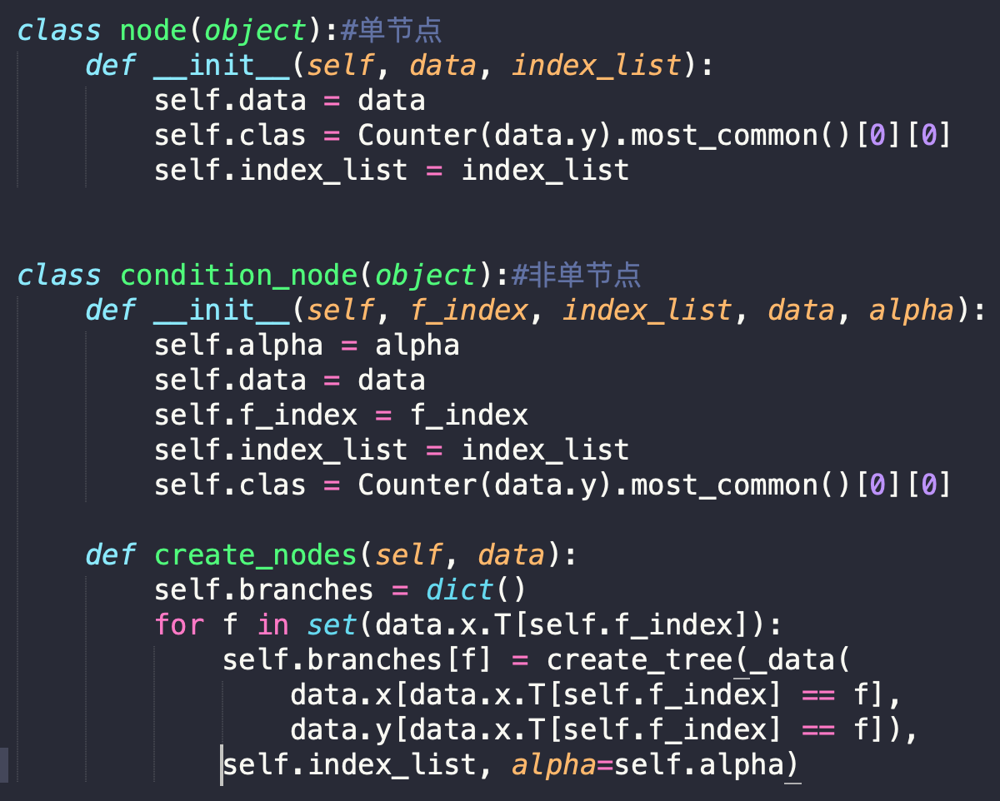 class node(object):#单节点
    def __init__(self, data, index_list):
        self.data = data
        self.clas = Counter(data.y).most_common()[0][0]
        self.index_list = index_list
class condition_node(object):#非单节点
    def __init__(self, f_index, index_list, data, alpha):
        self.alpha = alpha
        self.data = data
        self.f_index = f_index
        self.index_list = index_list
        self.clas = Counter(data.y).most_common()[0][0]
    def create_nodes(self, data):
        self.branches = dict()
        for f in set(data.x.T[self.f_index]):
            self.branches[f] = create_tree(_data(
                data.x[data.x.T[self.f_index] == f],
                data.y[data.x.T[self.f_index] == f]),
            self.index_list, alpha=self.alpha)